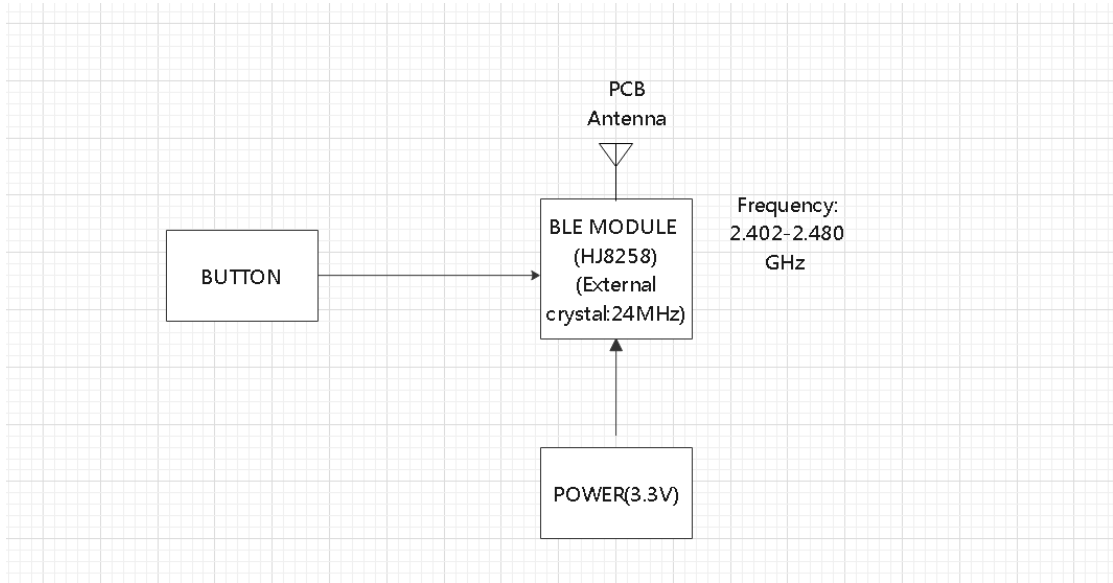 PCB
Antenna
BUTTON
BLE MODULE
(HJ8258)
(External
crystal:24MHz)
Frequency:
2.402-2.480
GHz
POWER(3.3V)